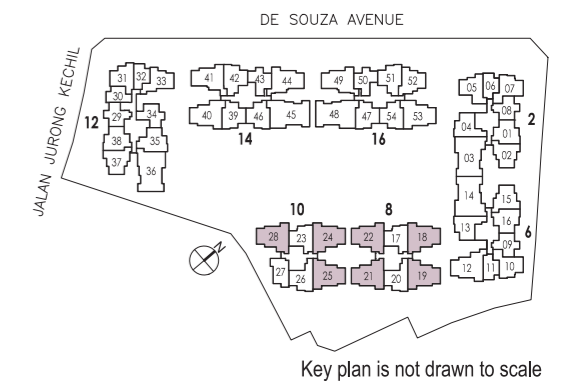 DE SOUZA AVENUE
JALAN JURONG KECHIL
31 32 33
30
29 34
12
38 35
37 36
41 42 43 44
40 39 46 45
14
49 50 51 52
48 47 54 53
16
05 06 07
08
04 01 2
03 02
14 15
13 16
09 6
12 11 10
10
28 23 24
27 26 25
8
22 17 18
21 20 19
N
Key plan is not drawn to scale